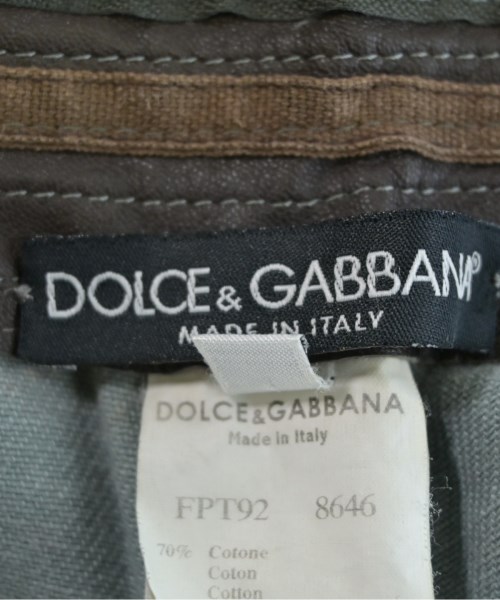 DOLCE & GABBANA®
MADE IN ITALY
DOLCE & GABBANA
Made in Italy
FPT92 8646
70% Cotone
Coton
Cotton